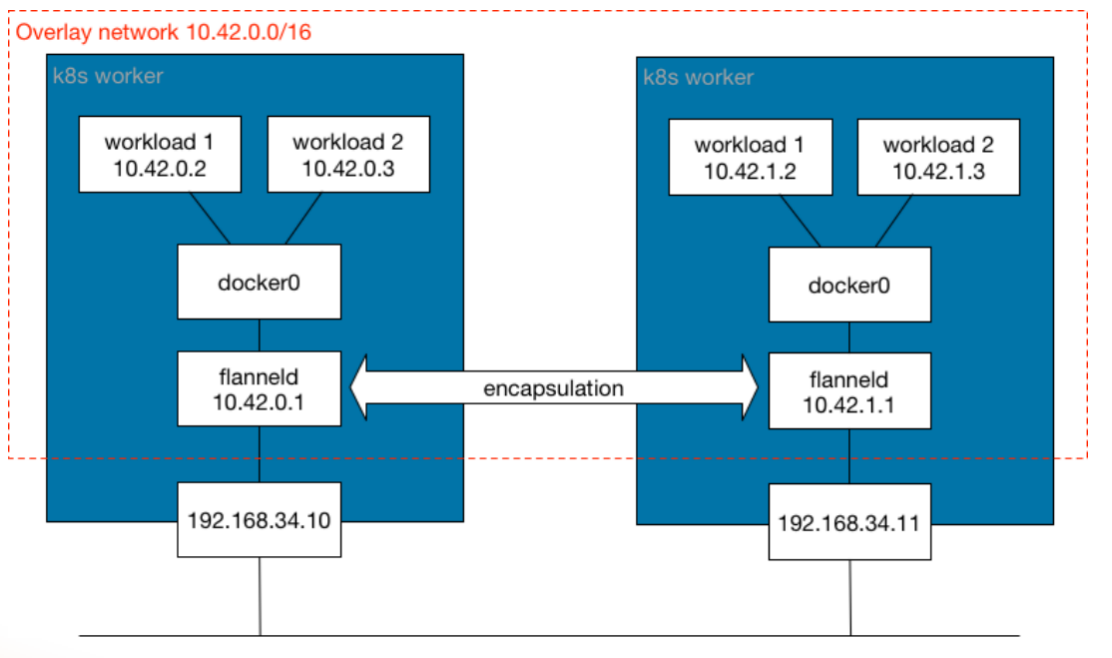 Overlay network 10.42.0.0/16
k8s worker
workload 1
10.42.0.2
workload 2
10.42.0.3
docker0
flanneld
10.42.0.1
192.168.34.10
encapsulation
k8s worker
workload 1
10.42.1.2
workload 2
10.42.1.3
docker0
flanneld
10.42.1.1
192.168.34.11